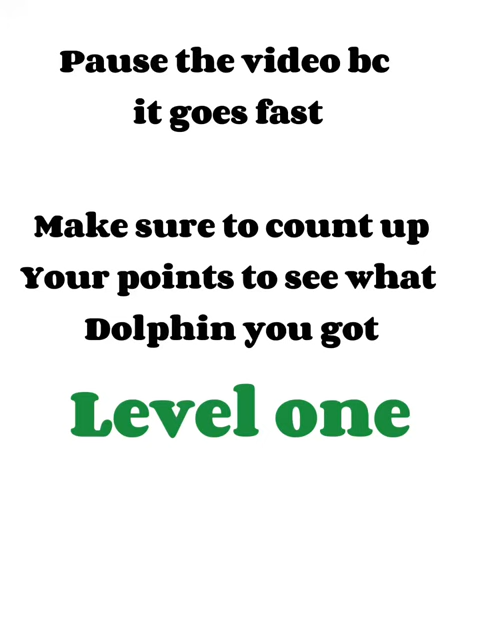 Pause the video bc
it goes fast
Make sure to count up
Your points to see what
Dolphin you got
Level one